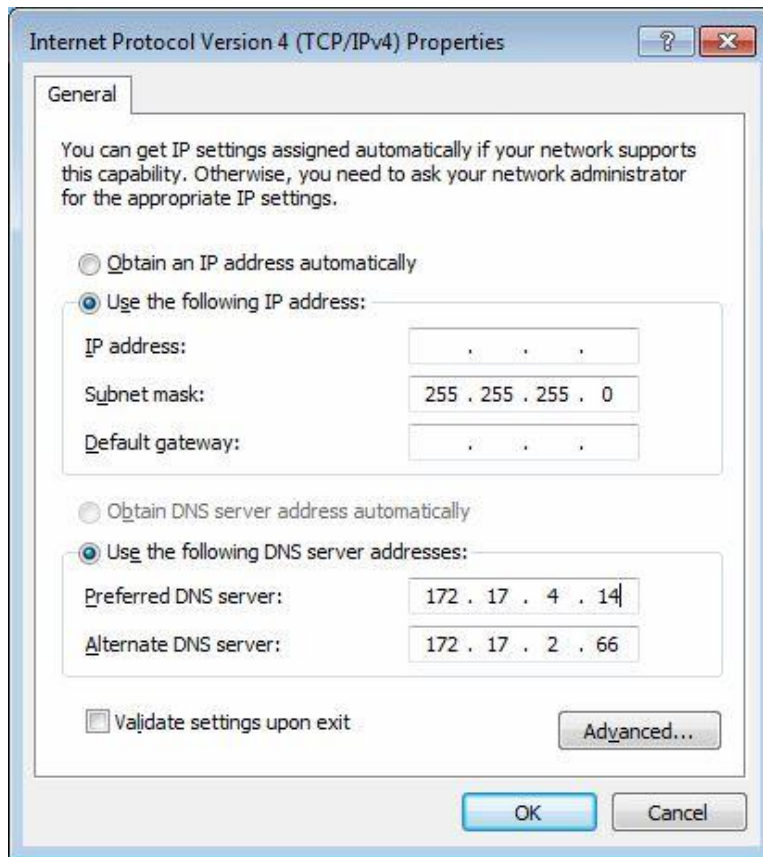 Internet Protocol Version 4 (TCP/IPv4) Properties
General
You can get IP settings assigned automatically if your network supports
this capability. Otherwise, you need to ask your network administrator
for the appropriate IP settings.
Obtain an IP address automatically
Use the following IP address:
IP address: . . .
Subnet mask: 255 . 255 . 255 . 0
Default gateway: . . .
Obtain DNS server address automatically
Use the following DNS server addresses:
Preferred DNS server: 172 . 17 . 4 . 14
Alternate DNS server: 172 . 17 . 2 . 66
Validate settings upon exit
Advanced...
OK Cancel